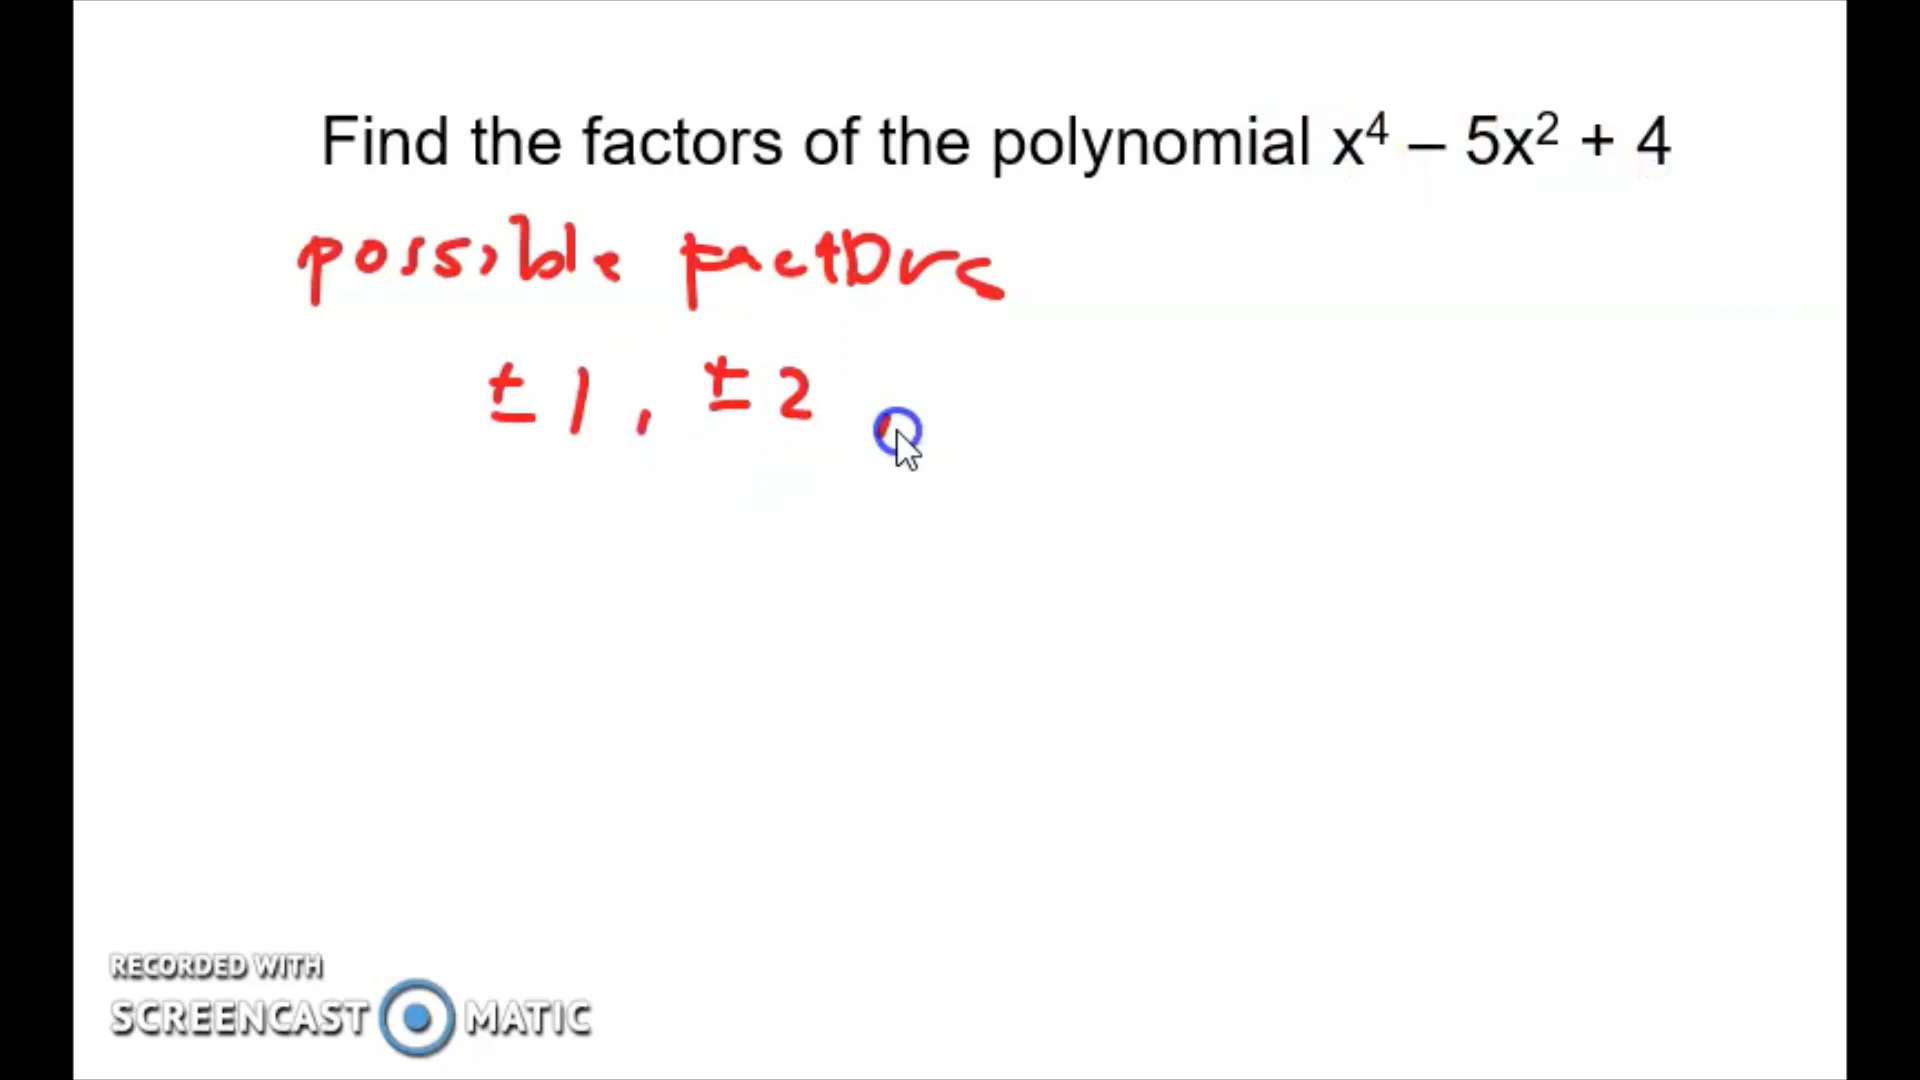 Find the factors of the polynomial x⁴ – 5x² + 4
possible factors
± 1 , ± 2 ,
RECORDED WITH
SCREENCAST MATIC